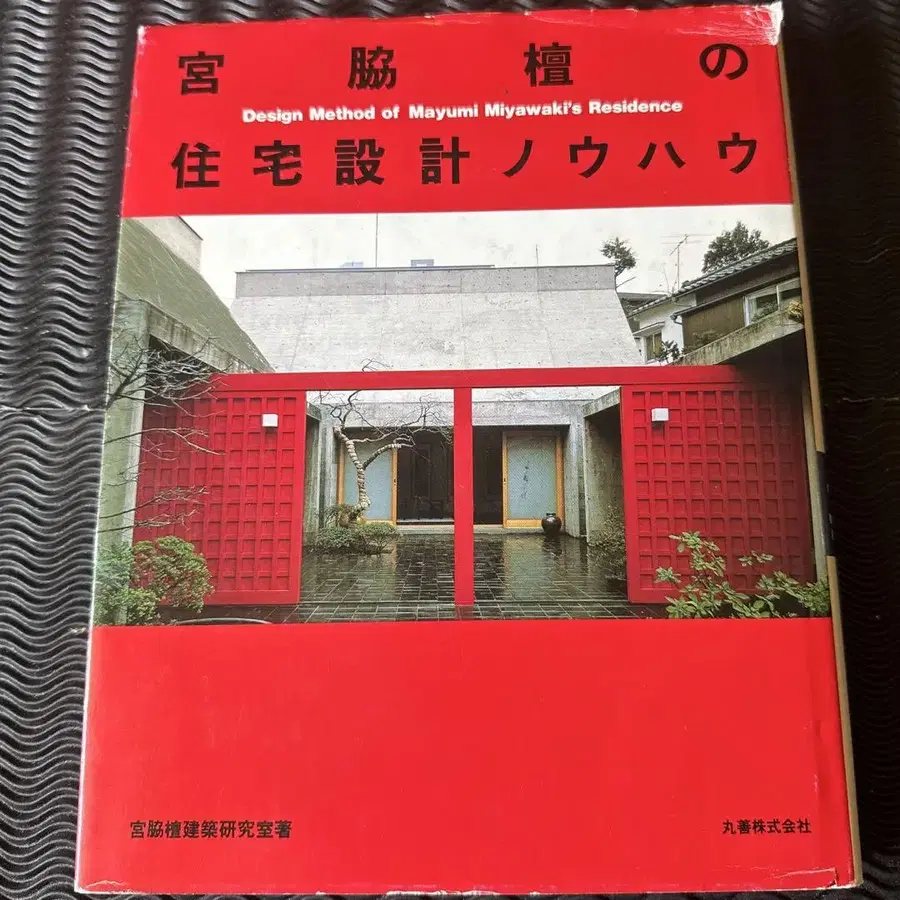 宮脇檀の
Design Method of Mayumi Miyawaki's Residence
住宅設計ノウハウ
宮脇檀建築研究室著
丸善株式会社